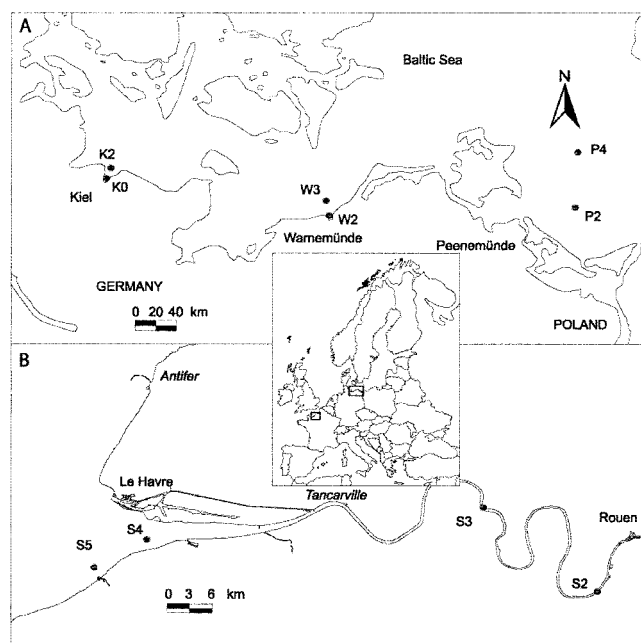 A
Baltic Sea
N
P4
K2
K0
Kiel
W3
W2
P2
Warnemünde
Peenemünde
GERMANY
0 20 40 km
POLAND
B
Antifer
Le Havre
Tancarville
S3
Rouen
S4
S5
S2
0 3 6 km